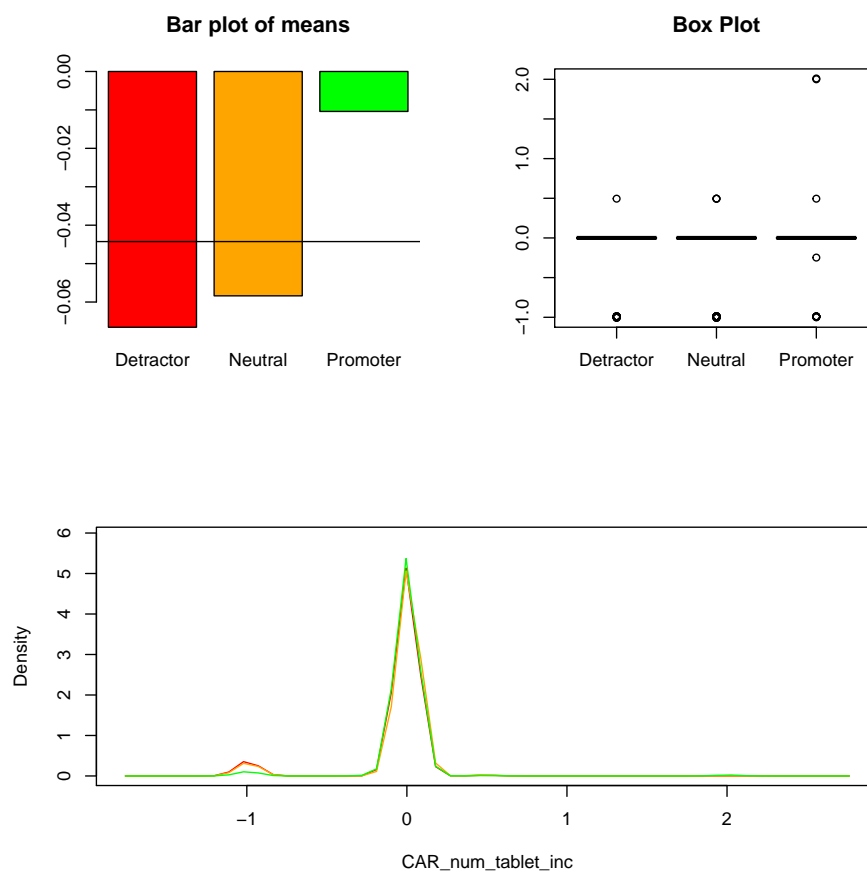 Bar plot of means
0.00
−0.02
−0.04
−0.06
Detractor Neutral Promoter
Box Plot
2.0
1.0
0.0
−1.0
Detractor Neutral Promoter
6
5
4
3
2
1
0
Density
−1 0 1 2
CAR_num_tablet_inc